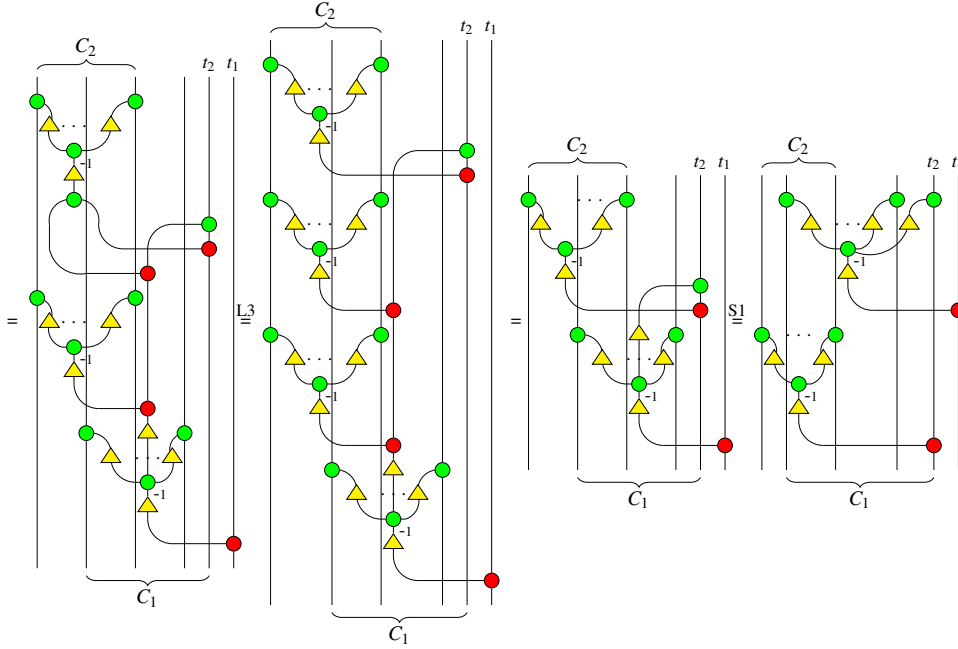 =
C₂
t₂ t₁
· · ·
-1
· · ·
-1
· · ·
-1
C₁
L3
=
C₂
t₂ t₁
· · ·
-1
· · ·
-1
· · ·
-1
· · ·
-1
C₁
=
C₂
t₂ t₁
· · ·
-1
· · ·
-1
C₁
S1
=
C₂
t₂
· · ·
-1
· · ·
-1
C₁